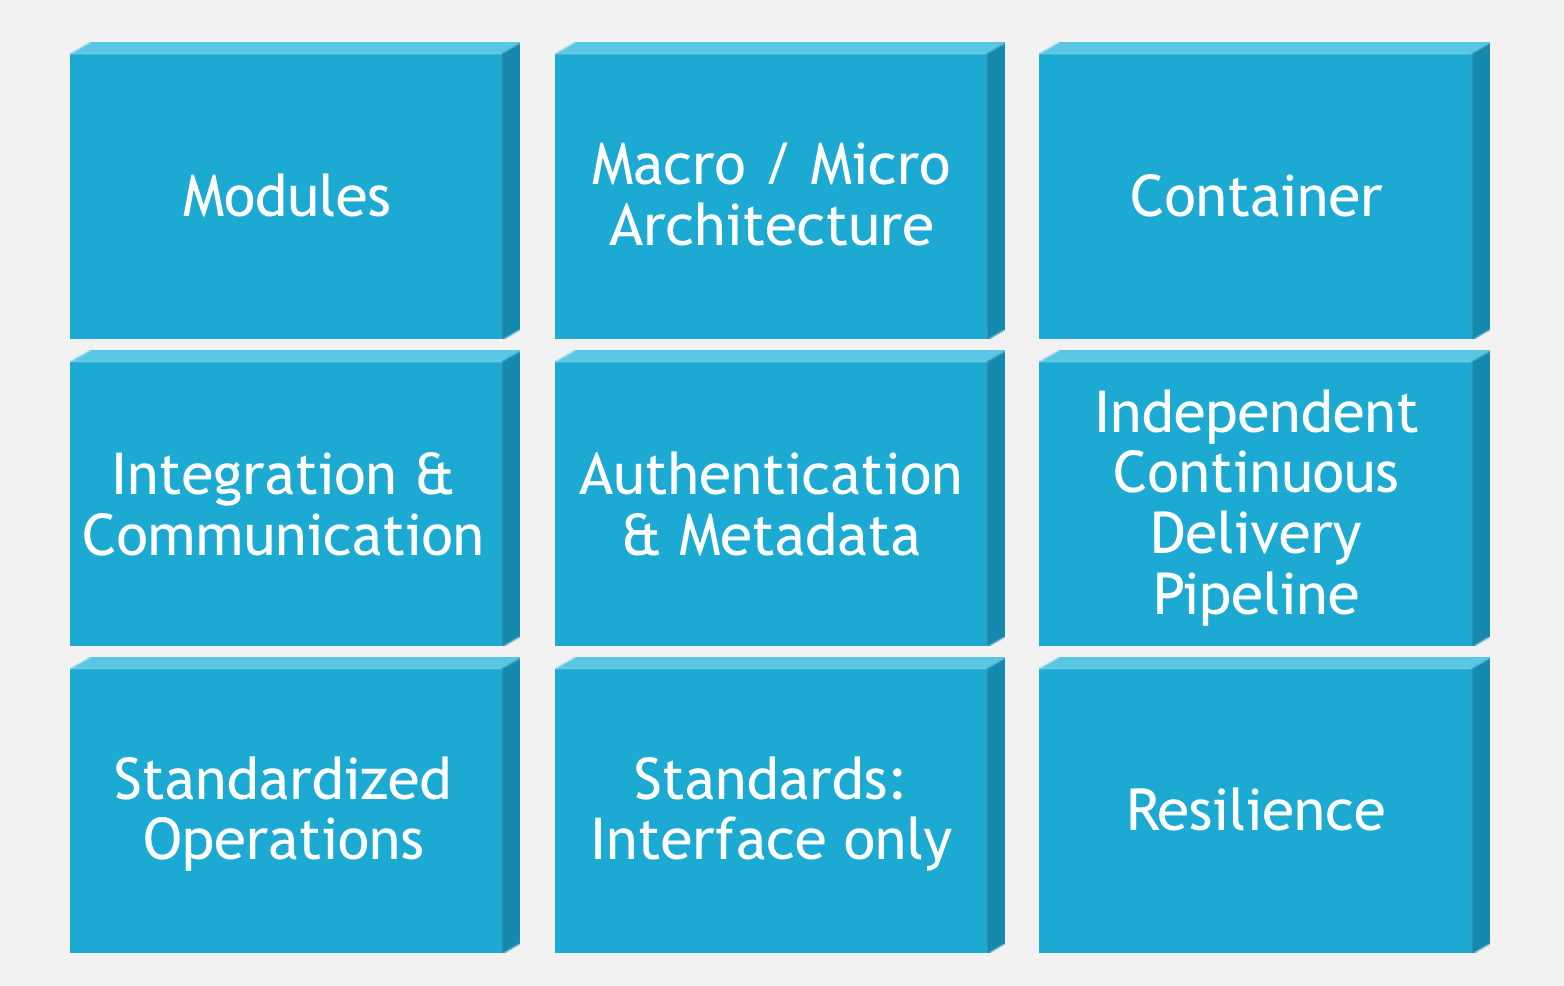 Modules
Macro / Micro
Architecture
Container
Integration &
Communication
Authentication
& Metadata
Independent
Continuous
Delivery
Pipeline
Standardized
Operations
Standards:
Interface only
Resilience